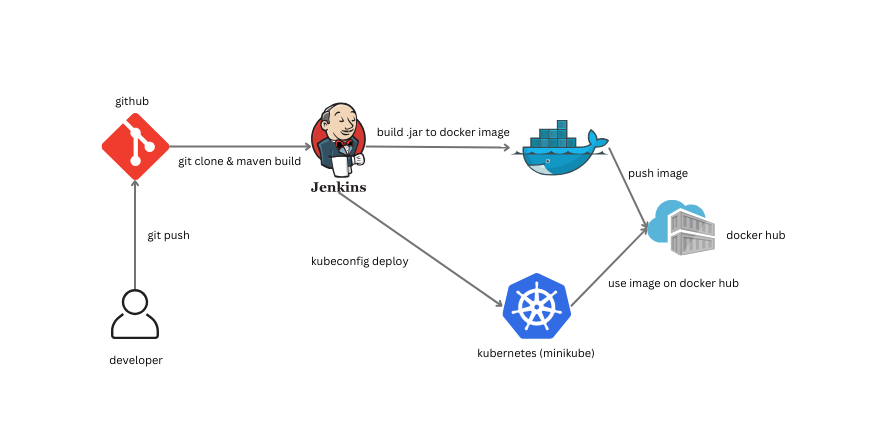 github
build .jar to docker image
git clone & maven build
push image
Jenkins
git push
docker hub
kubeconfig deploy
use image on docker hub
kubernetes (minikube)
developer